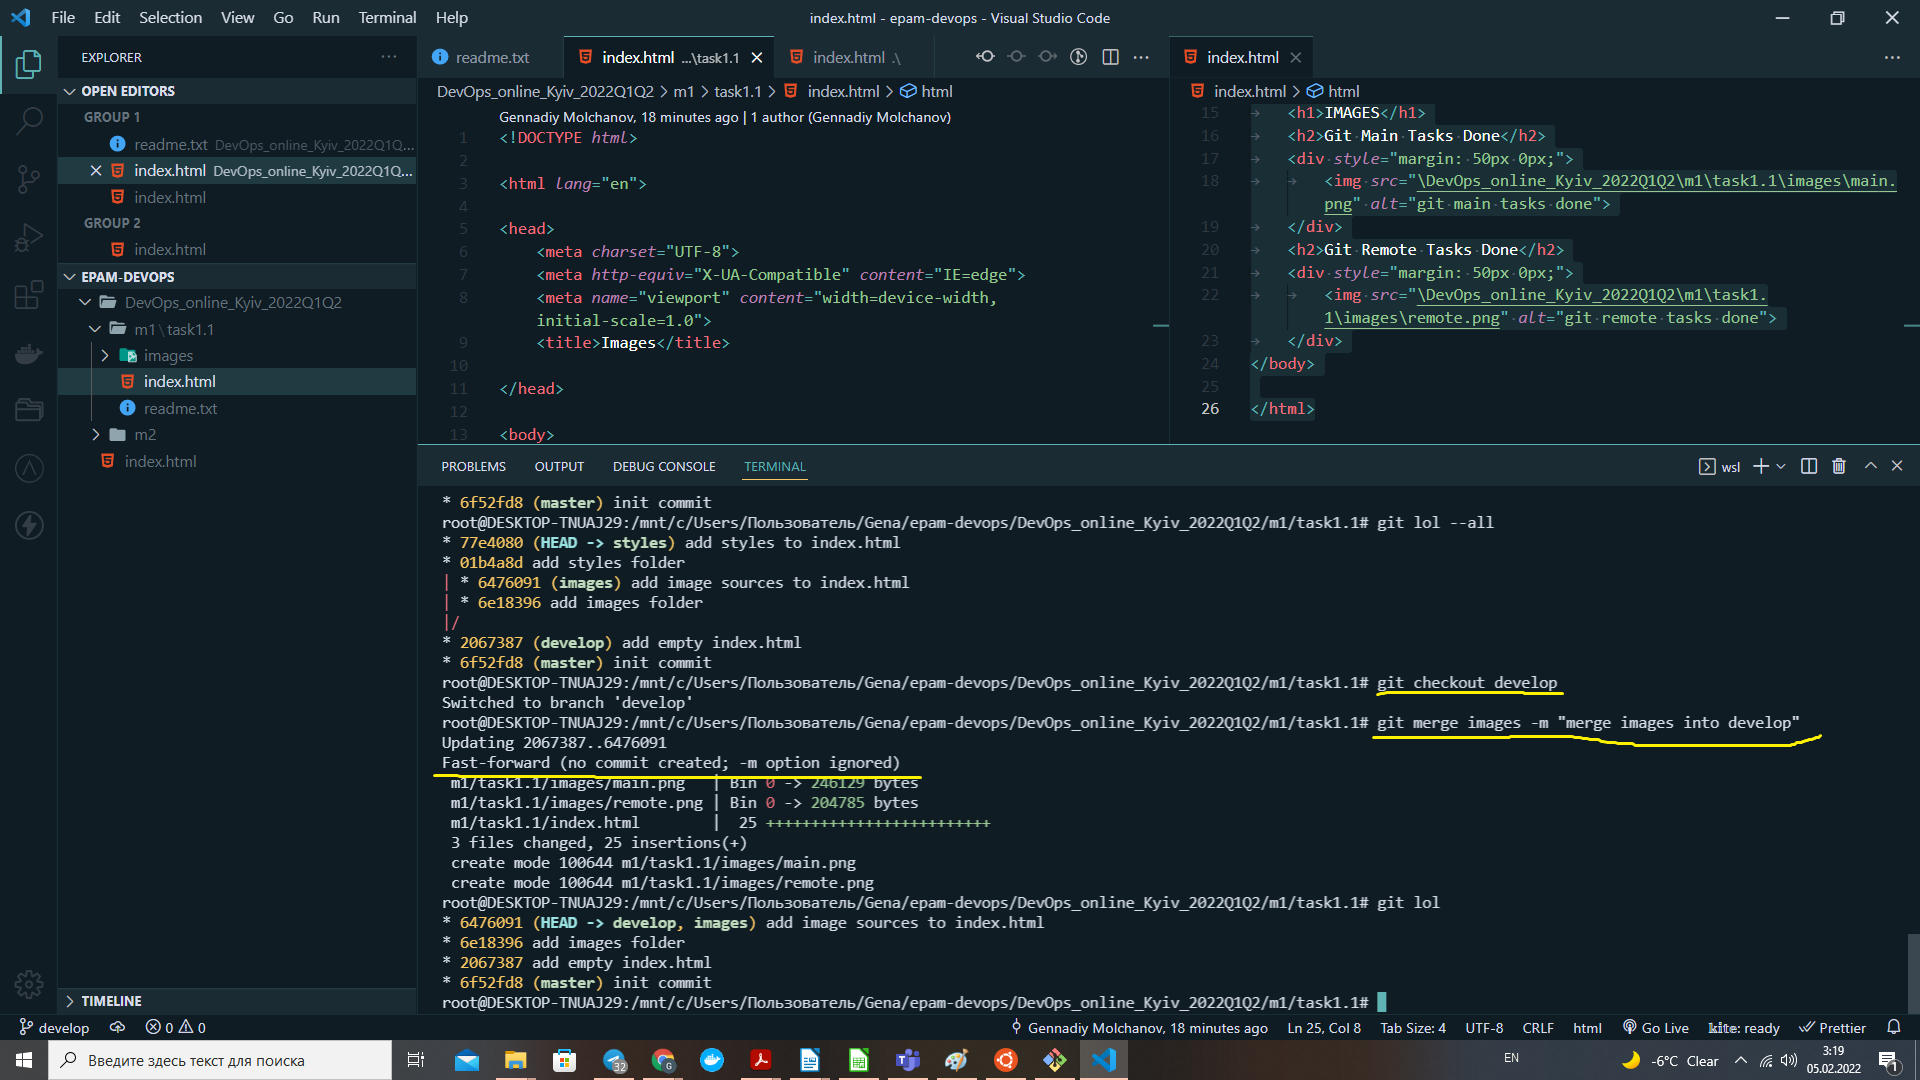 File Edit Selection View Go Run Terminal Help
index.html - epam-devops - Visual Studio Code
EXPLORER
OPEN EDITORS
GROUP 1
readme.txt DevOps_online_Kyiv_2022Q1Q...
index.html DevOps_online_Kyiv_2022Q1Q...
index.html
GROUP 2
index.html
EPAM-DEVOPS
DevOps_online_Kyiv_2022Q1Q2
m1\task1.1
images
index.html
readme.txt
m2
index.html
TIMELINE
readme.txt
index.html ...\task1.1
index.html .\
DevOps_online_Kyiv_2022Q1Q2 > m1 > task1.1 > index.html > html
Gennadiy Molchanov, 18 minutes ago | 1 author (Gennadiy Molchanov)
1 <!DOCTYPE html>
2
3 <html lang="en">
4
5 <head>
6 <meta charset="UTF-8">
7 <meta http-equiv="X-UA-Compatible" content="IE=edge">
8 <meta name="viewport" content="width=device-width,
initial-scale=1.0">
9 <title>Images</title>
10
11 </head>
12
13 <body>
index.html
index.html > html
15 <h1>IMAGES</h1>
16 <h2>Git Main Tasks Done</h2>
17 <div style="margin: 50px 0px;">
18 <img src="\DevOps_online_Kyiv_2022Q1Q2\m1\task1.1\images\main.
png" alt="git main tasks done">
19 </div>
20 <h2>Git Remote Tasks Done</h2>
21 <div style="margin: 50px 0px;">
22 <img src="\DevOps_online_Kyiv_2022Q1Q2\m1\task1.
1\images\remote.png" alt="git remote tasks done">
23 </div>
24 </body>
25
26 </html>
PROBLEMS OUTPUT DEBUG CONSOLE TERMINAL
wsl
* 6f52fd8 (master) init commit
root@DESKTOP-TNUAJ29:/mnt/c/Users/Пользователь/Gena/epam-devops/DevOps_online_Kyiv_2022Q1Q2/m1/task1.1# git lol --all
* 77e4080 (HEAD -> styles) add styles to index.html
* 01b4a8d add styles folder
| * 6476091 (images) add image sources to index.html
| * 6e18396 add images folder
|/
* 2067387 (develop) add empty index.html
* 6f52fd8 (master) init commit
root@DESKTOP-TNUAJ29:/mnt/c/Users/Пользователь/Gena/epam-devops/DevOps_online_Kyiv_2022Q1Q2/m1/task1.1# git checkout develop
Switched to branch 'develop'
root@DESKTOP-TNUAJ29:/mnt/c/Users/Пользователь/Gena/epam-devops/DevOps_online_Kyiv_2022Q1Q2/m1/task1.1# git merge images -m "merge images into develop"
Updating 2067387..6476091
Fast-forward (no commit created; -m option ignored)
m1/task1.1/images/main.png | Bin 0 -> 246129 bytes
m1/task1.1/images/remote.png | Bin 0 -> 204785 bytes
m1/task1.1/index.html | 25 +++++++++++++++++++++++++
3 files changed, 25 insertions(+)
create mode 100644 m1/task1.1/images/main.png
create mode 100644 m1/task1.1/images/remote.png
root@DESKTOP-TNUAJ29:/mnt/c/Users/Пользователь/Gena/epam-devops/DevOps_online_Kyiv_2022Q1Q2/m1/task1.1# git lol
* 6476091 (HEAD -> develop, images) add image sources to index.html
* 6e18396 add images folder
* 2067387 add empty index.html
* 6f52fd8 (master) init commit
root@DESKTOP-TNUAJ29:/mnt/c/Users/Пользователь/Gena/epam-devops/DevOps_online_Kyiv_2022Q1Q2/m1/task1.1#
develop 0 0 Gennadiy Molchanov, 18 minutes ago Ln 25, Col 8 Tab Size: 4 UTF-8 CRLF html Go Live kite: ready Prettier
Введите здесь текст для поиска
32
EN
-6°C Clear
3:19
05.02.2022
1